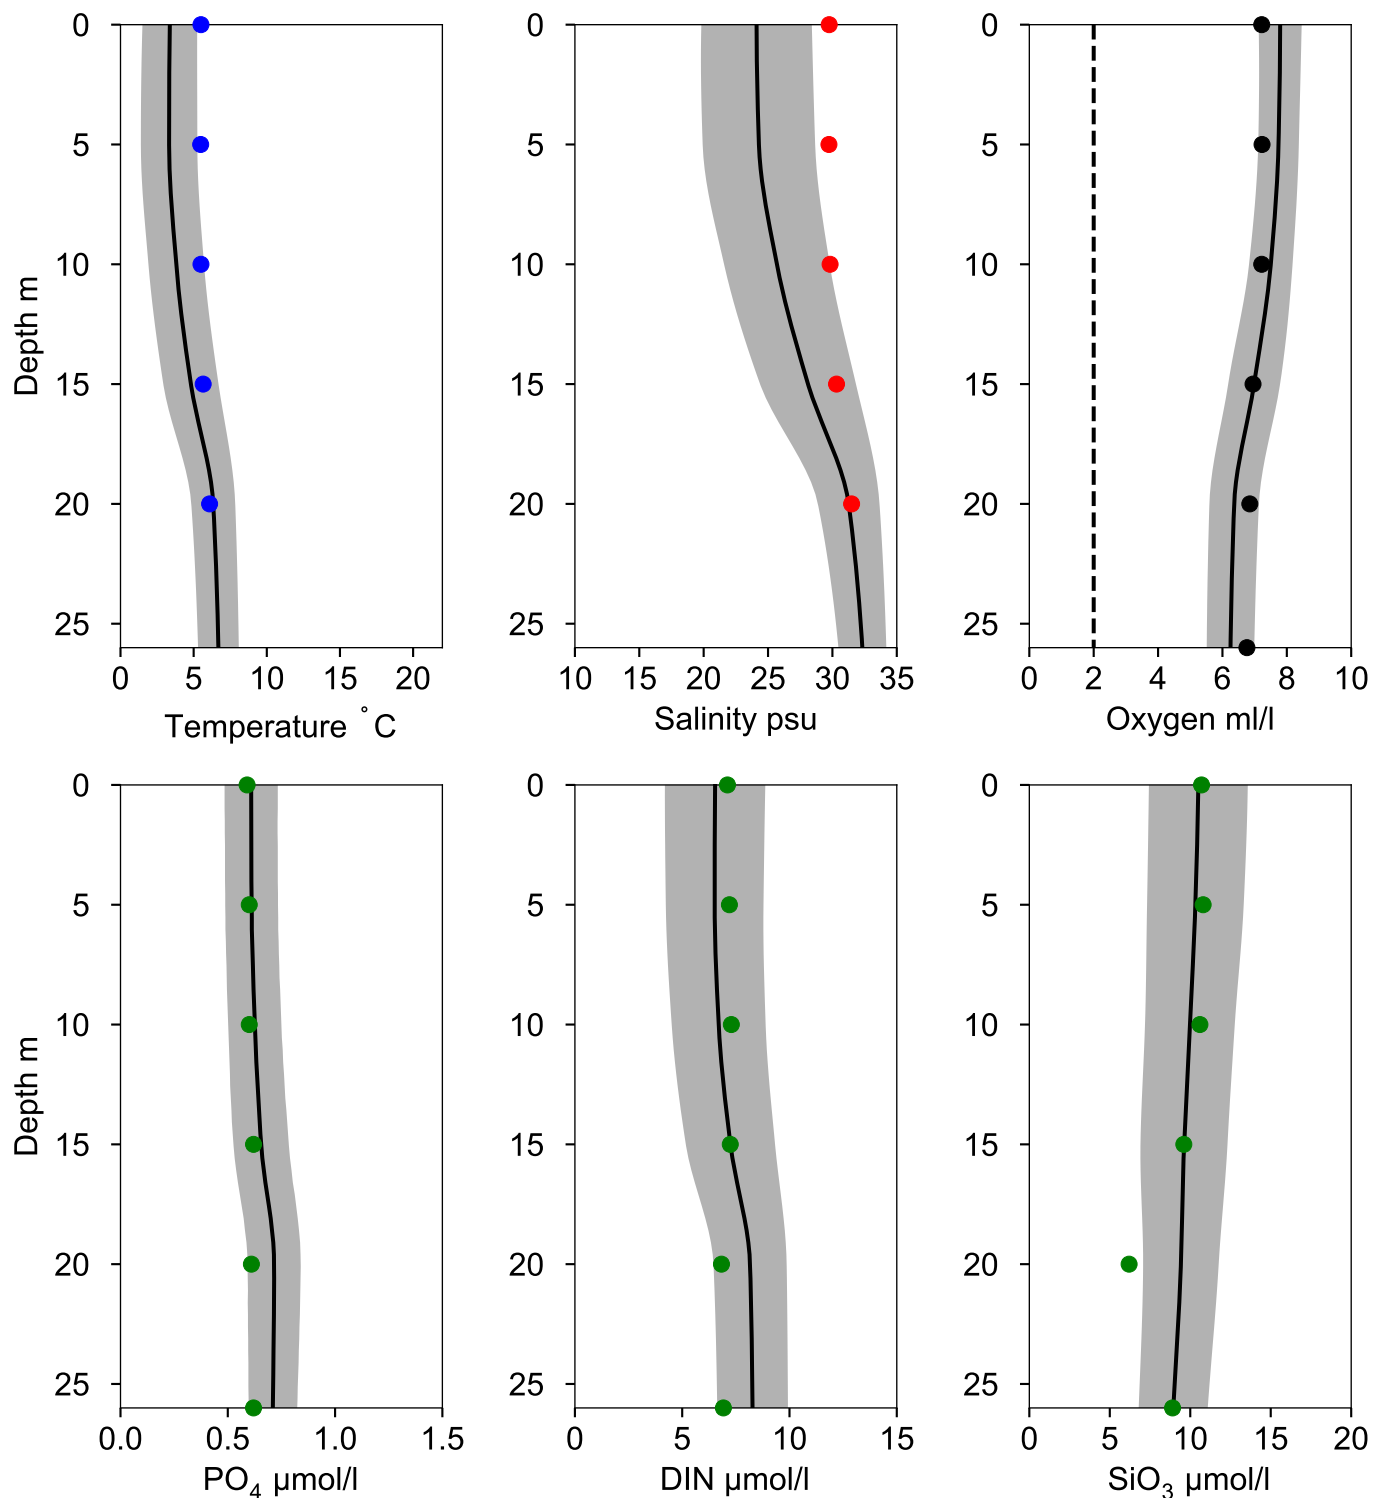 0
5
10
15
20
25
Depth m
0 5 10 15 20
Temperature °C
0
5
10
15
20
25
10 15 20 25 30 35
Salinity psu
0
5
10
15
20
25
0 2 4 6 8 10
Oxygen ml/l
0
5
10
15
20
25
Depth m
0.0 0.5 1.0 1.5
PO₄ µmol/l
0
5
10
15
20
25
0 5 10 15
DIN µmol/l
0
5
10
15
20
25
0 5 10 15 20
SiO₃ µmol/l